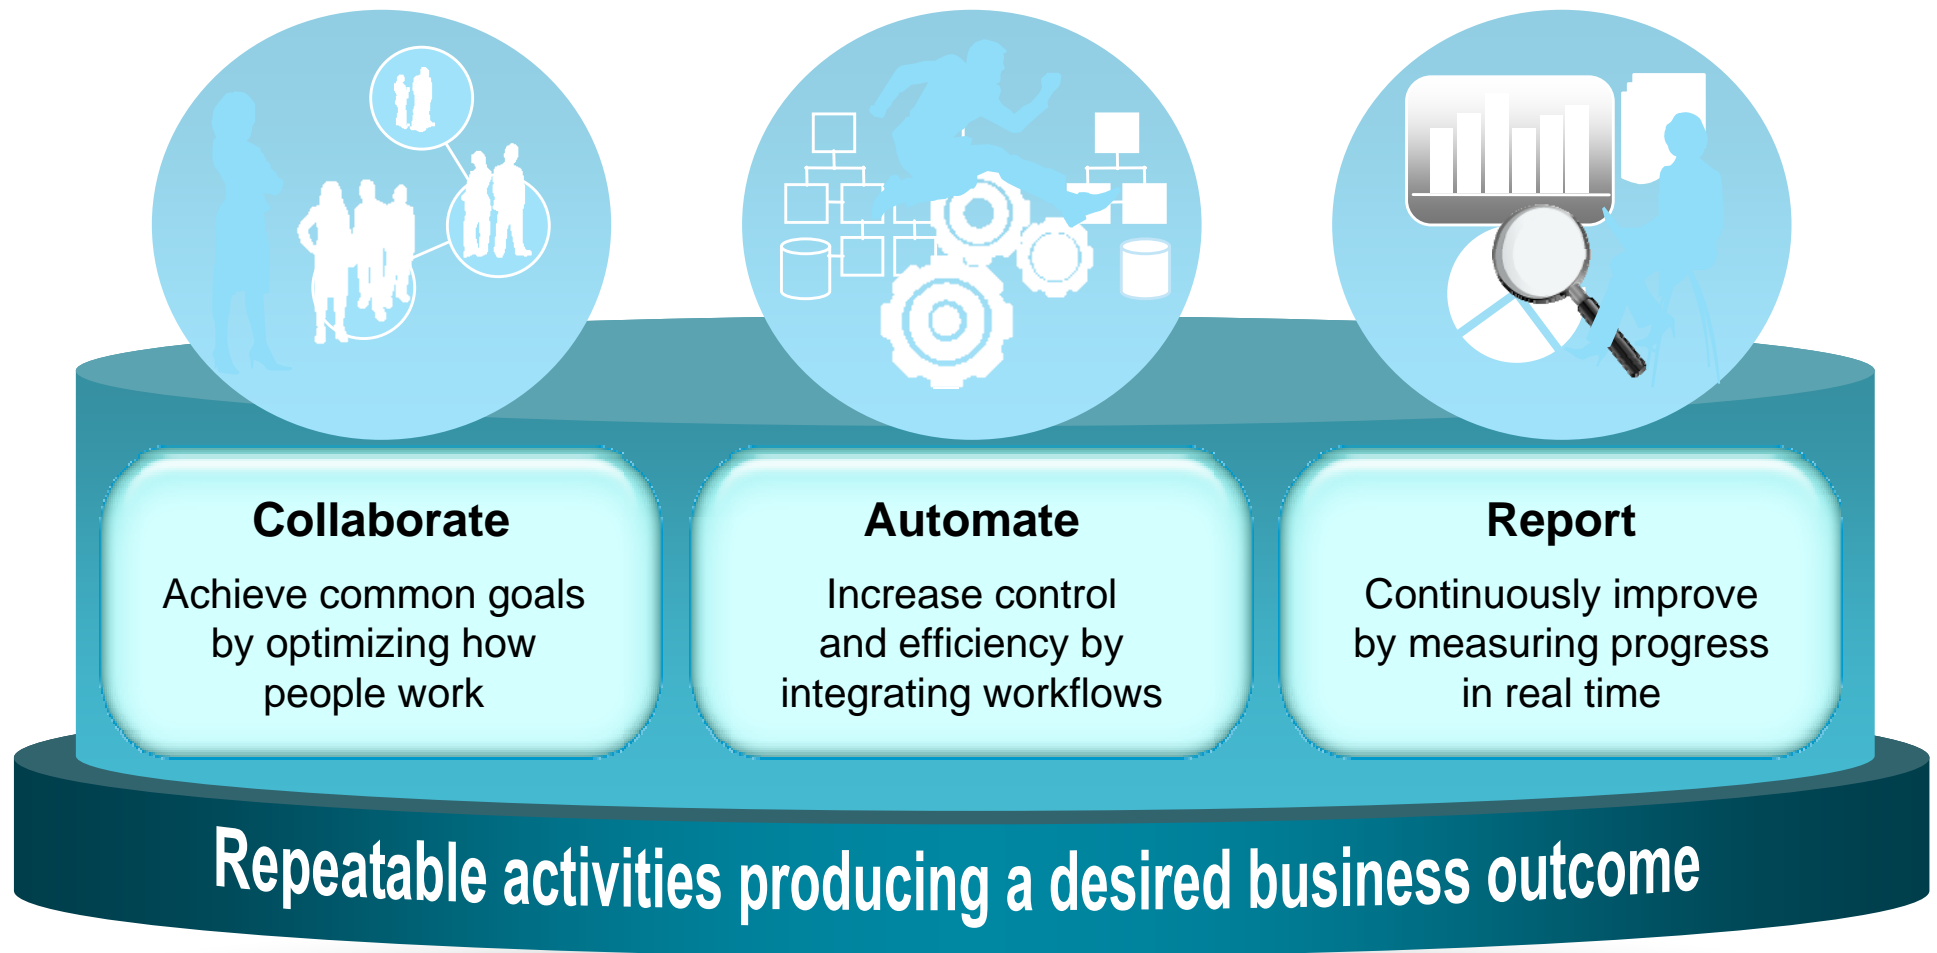 Collaborate
Achieve common goals
by optimizing how
people work
Automate
Increase control
and efficiency by
integrating workflows
Report
Continuously improve
by measuring progress
in real time
Repeatable activities producing a desired business outcome